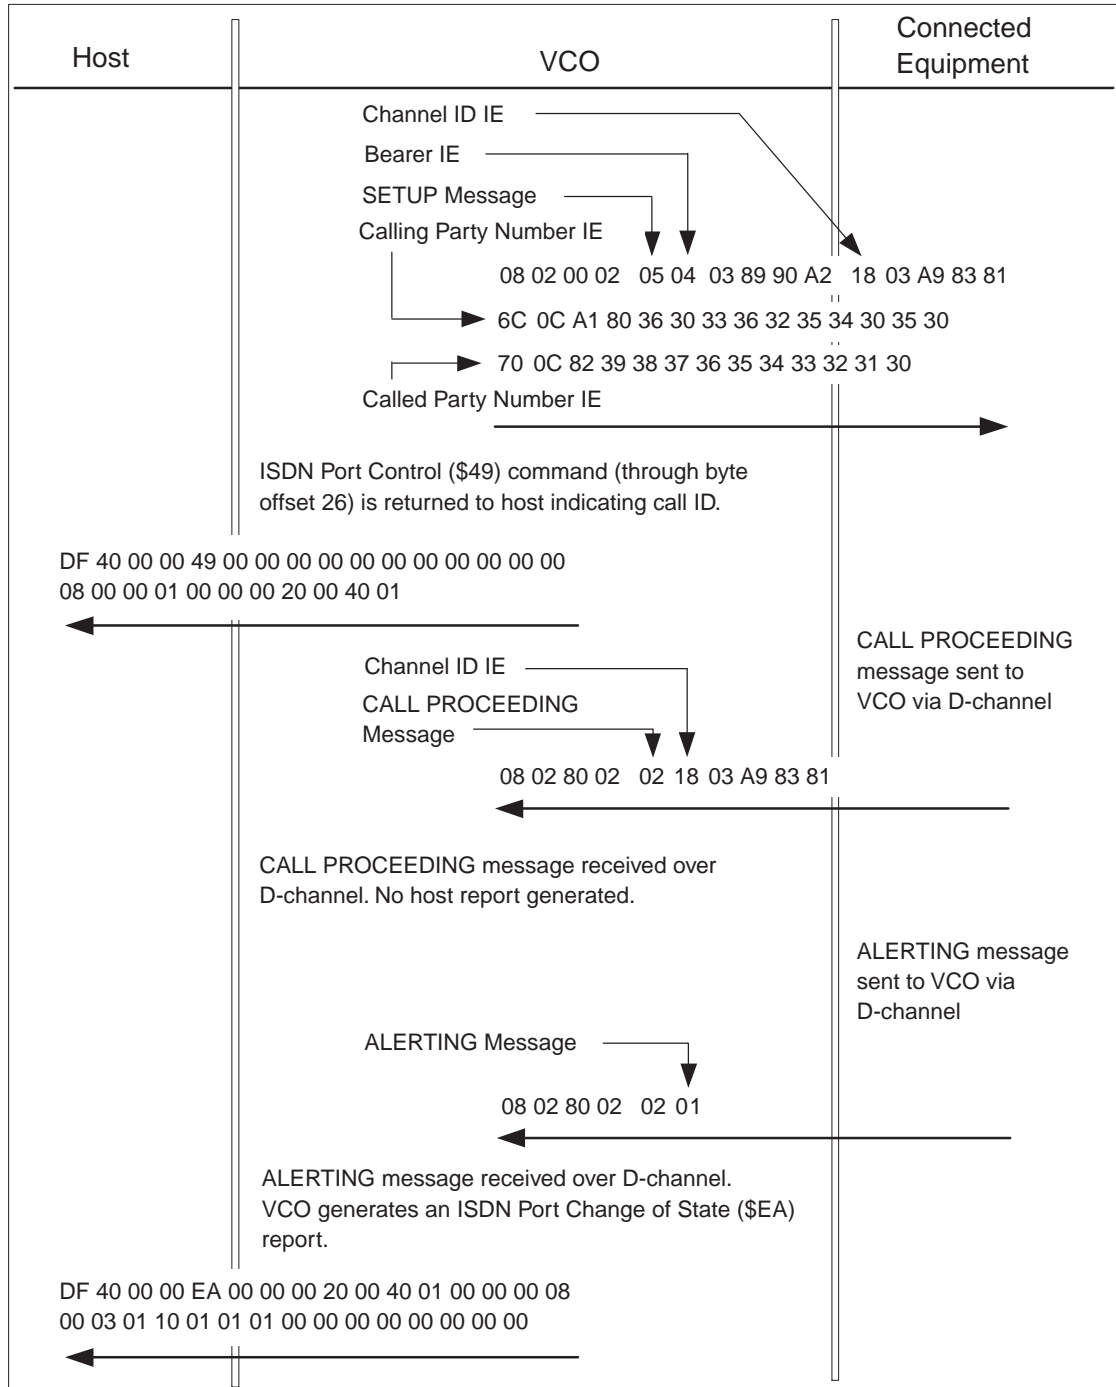 Host
VCO
Connected
Equipment
Channel ID IE
Bearer IE
SETUP Message
Calling Party Number IE
08 02 00 02 05 04 03 89 90 A2 18 03 A9 83 81
6C 0C A1 80 36 30 33 36 32 35 34 30 35 30
70 0C 82 39 38 37 36 35 34 33 32 31 30
Called Party Number IE
ISDN Port Control ($49) command (through byte
offset 26) is returned to host indicating call ID.
DF 40 00 00 49 00 00 00 00 00 00 00 00 00 00 00
08 00 00 01 00 00 00 20 00 40 01
CALL PROCEEDING
message sent to
VCO via D-channel
Channel ID IE
CALL PROCEEDING
Message
08 02 80 02 02 18 03 A9 83 81
CALL PROCEEDING message received over
D-channel. No host report generated.
ALERTING message
sent to VCO via
D-channel
ALERTING Message
08 02 80 02 02 01
ALERTING message received over D-channel.
VCO generates an ISDN Port Change of State ($EA)
report.
DF 40 00 00 EA 00 00 00 20 00 40 01 00 00 00 08
00 03 01 10 01 01 01 00 00 00 00 00 00 00 00